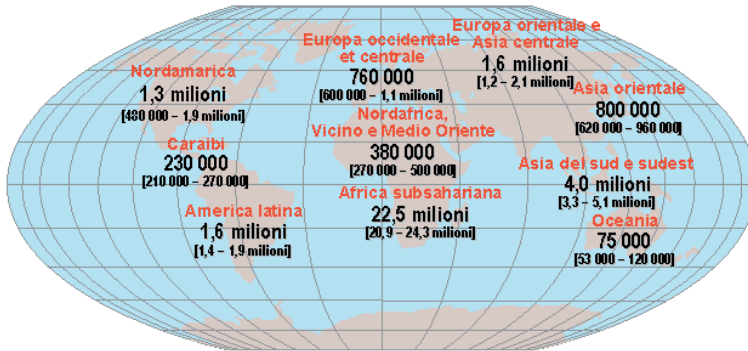 Europa orientale e
Asia centrale
1,6 milioni
[1,2 – 2,1 milioni]
Europa occidentale
et centrale
760 000
[600 000 – 1,1 milioni]
Nordamarica
1,3 milioni
[480 000 – 1,9 milioni]
Asia orientale
800 000
[620 000 – 960 000]
Nordafrica,
Vicino e Medio Oriente
380 000
[270 000 – 500 000]
Caraibi
230 000
[210 000 – 270 000]
Asia del sud e sudest
4,0 milioni
[3,3 – 5,1 milioni]
Africa subsahariana
22,5 milioni
[20,9 – 24,3 milioni]
America latina
1,6 milioni
[1,4 – 1,9 milioni]
Oceania
75 000
[53 000 – 120 000]